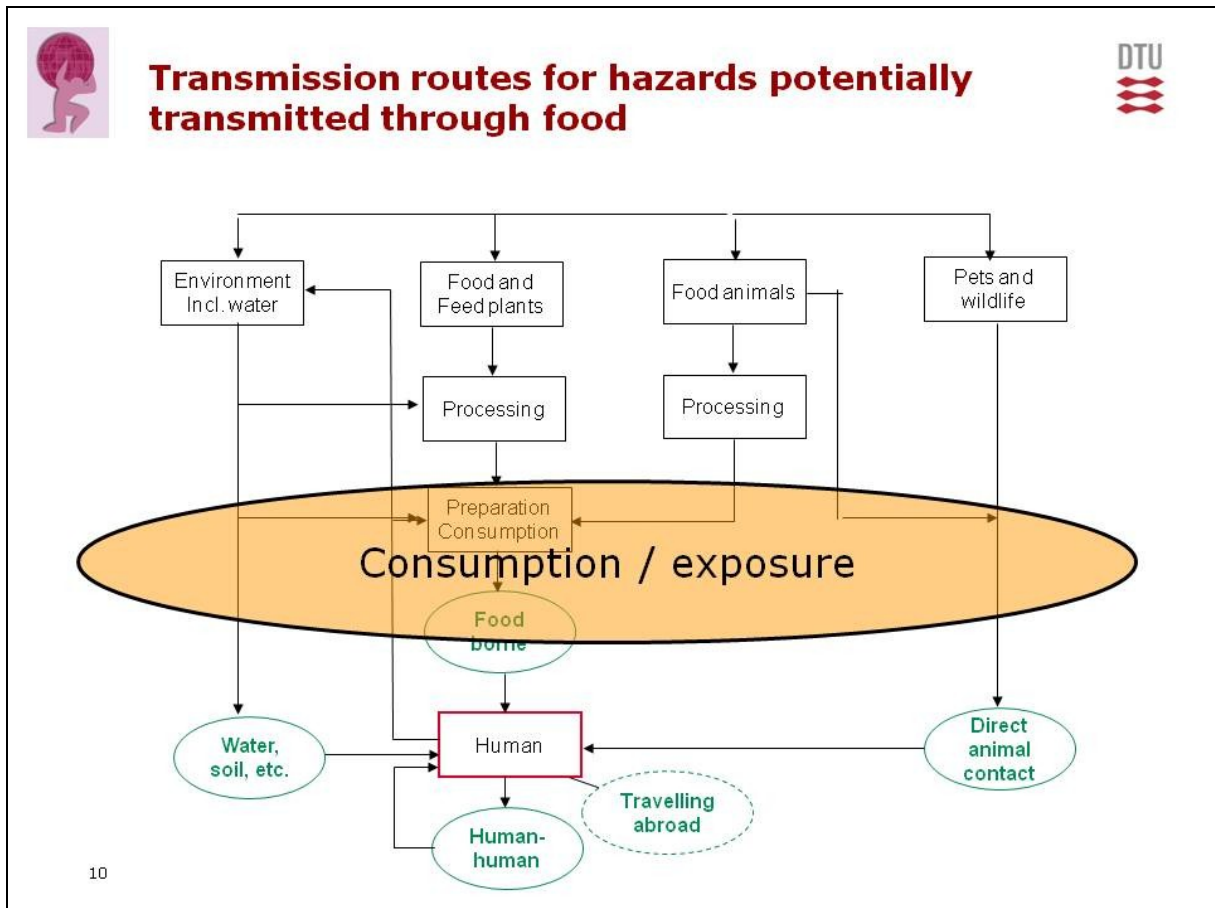 Transmission routes for hazards potentially
transmitted through food
DTU
Environment
Incl. water
Food and
Feed plants
Food animals
Pets and
wildlife
Processing
Processing
Preparation
Consumption
Consumption / exposure
Food
borne
Water,
soil, etc.
Human
Direct
animal
contact
Travelling
abroad
Human-
human
10